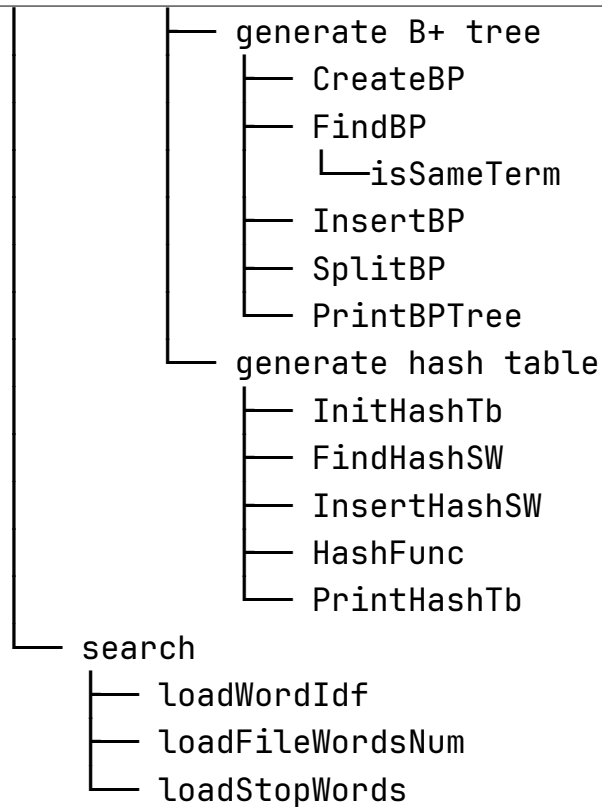 generate B+ tree
CreateBP
FindBP
isSameTerm
InsertBP
SplitBP
PrintBPTree
generate hash table
InitHashTb
FindHashSW
InsertHashSW
HashFunc
PrintHashTb
search
loadWordIdf
loadFileWordsNum
loadStopWords